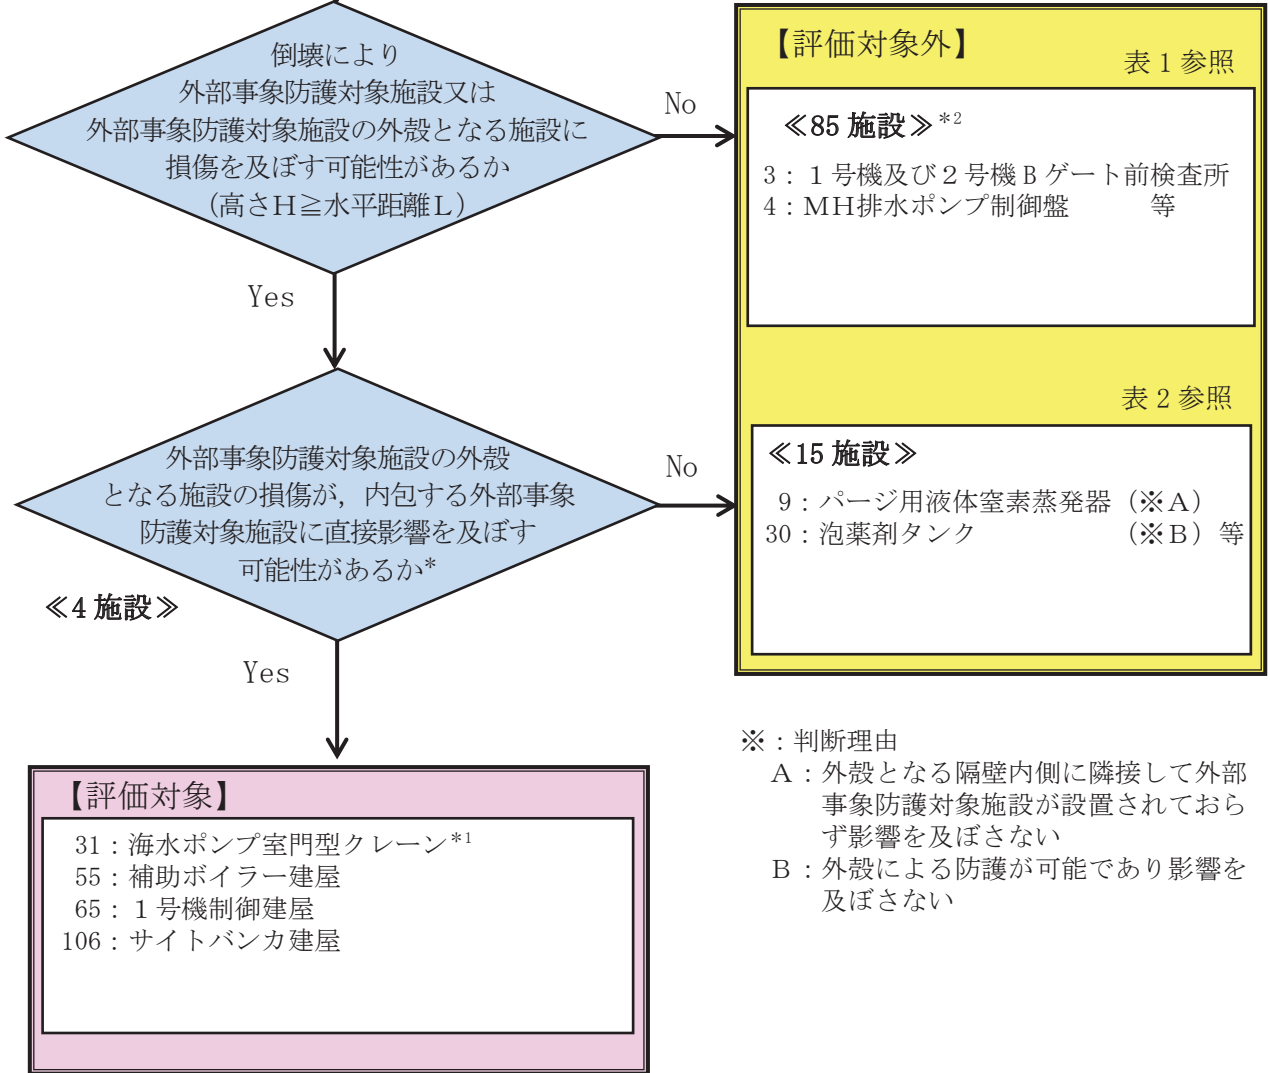 倒壊により
外部事象防護対象施設又は
外部事象防護対象施設の外殻となる施設に
損傷を及ぼす可能性があるか
(高さＨ≧水平距離Ｌ)
No
Yes
【評価対象外】
表 1 参照
≪85 施設≫*2
3：１号機及び２号機 B ゲート前検査所
4：ＭＨ排水ポンプ制御盤 等
外部事象防護対象施設の外殻
となる施設の損傷が，内包する外部事象
防護対象施設に直接影響を及ぼす
可能性があるか*
No
≪4 施設≫
Yes
表 2 参照
≪15 施設≫
9：パージ用液体窒素蒸発器（※Ａ）
30：泡薬剤タンク （※Ｂ）等
【評価対象】
31：海水ポンプ室門型クレーン*1
55：補助ボイラー建屋
65：１号機制御建屋
106：サイトバンカ建屋
※：判断理由
Ａ：外殻となる隔壁内側に隣接して外部
事象防護対象施設が設置されておら
ず影響を及ぼさない
Ｂ：外殻による防護が可能であり影響を
及ぼさない